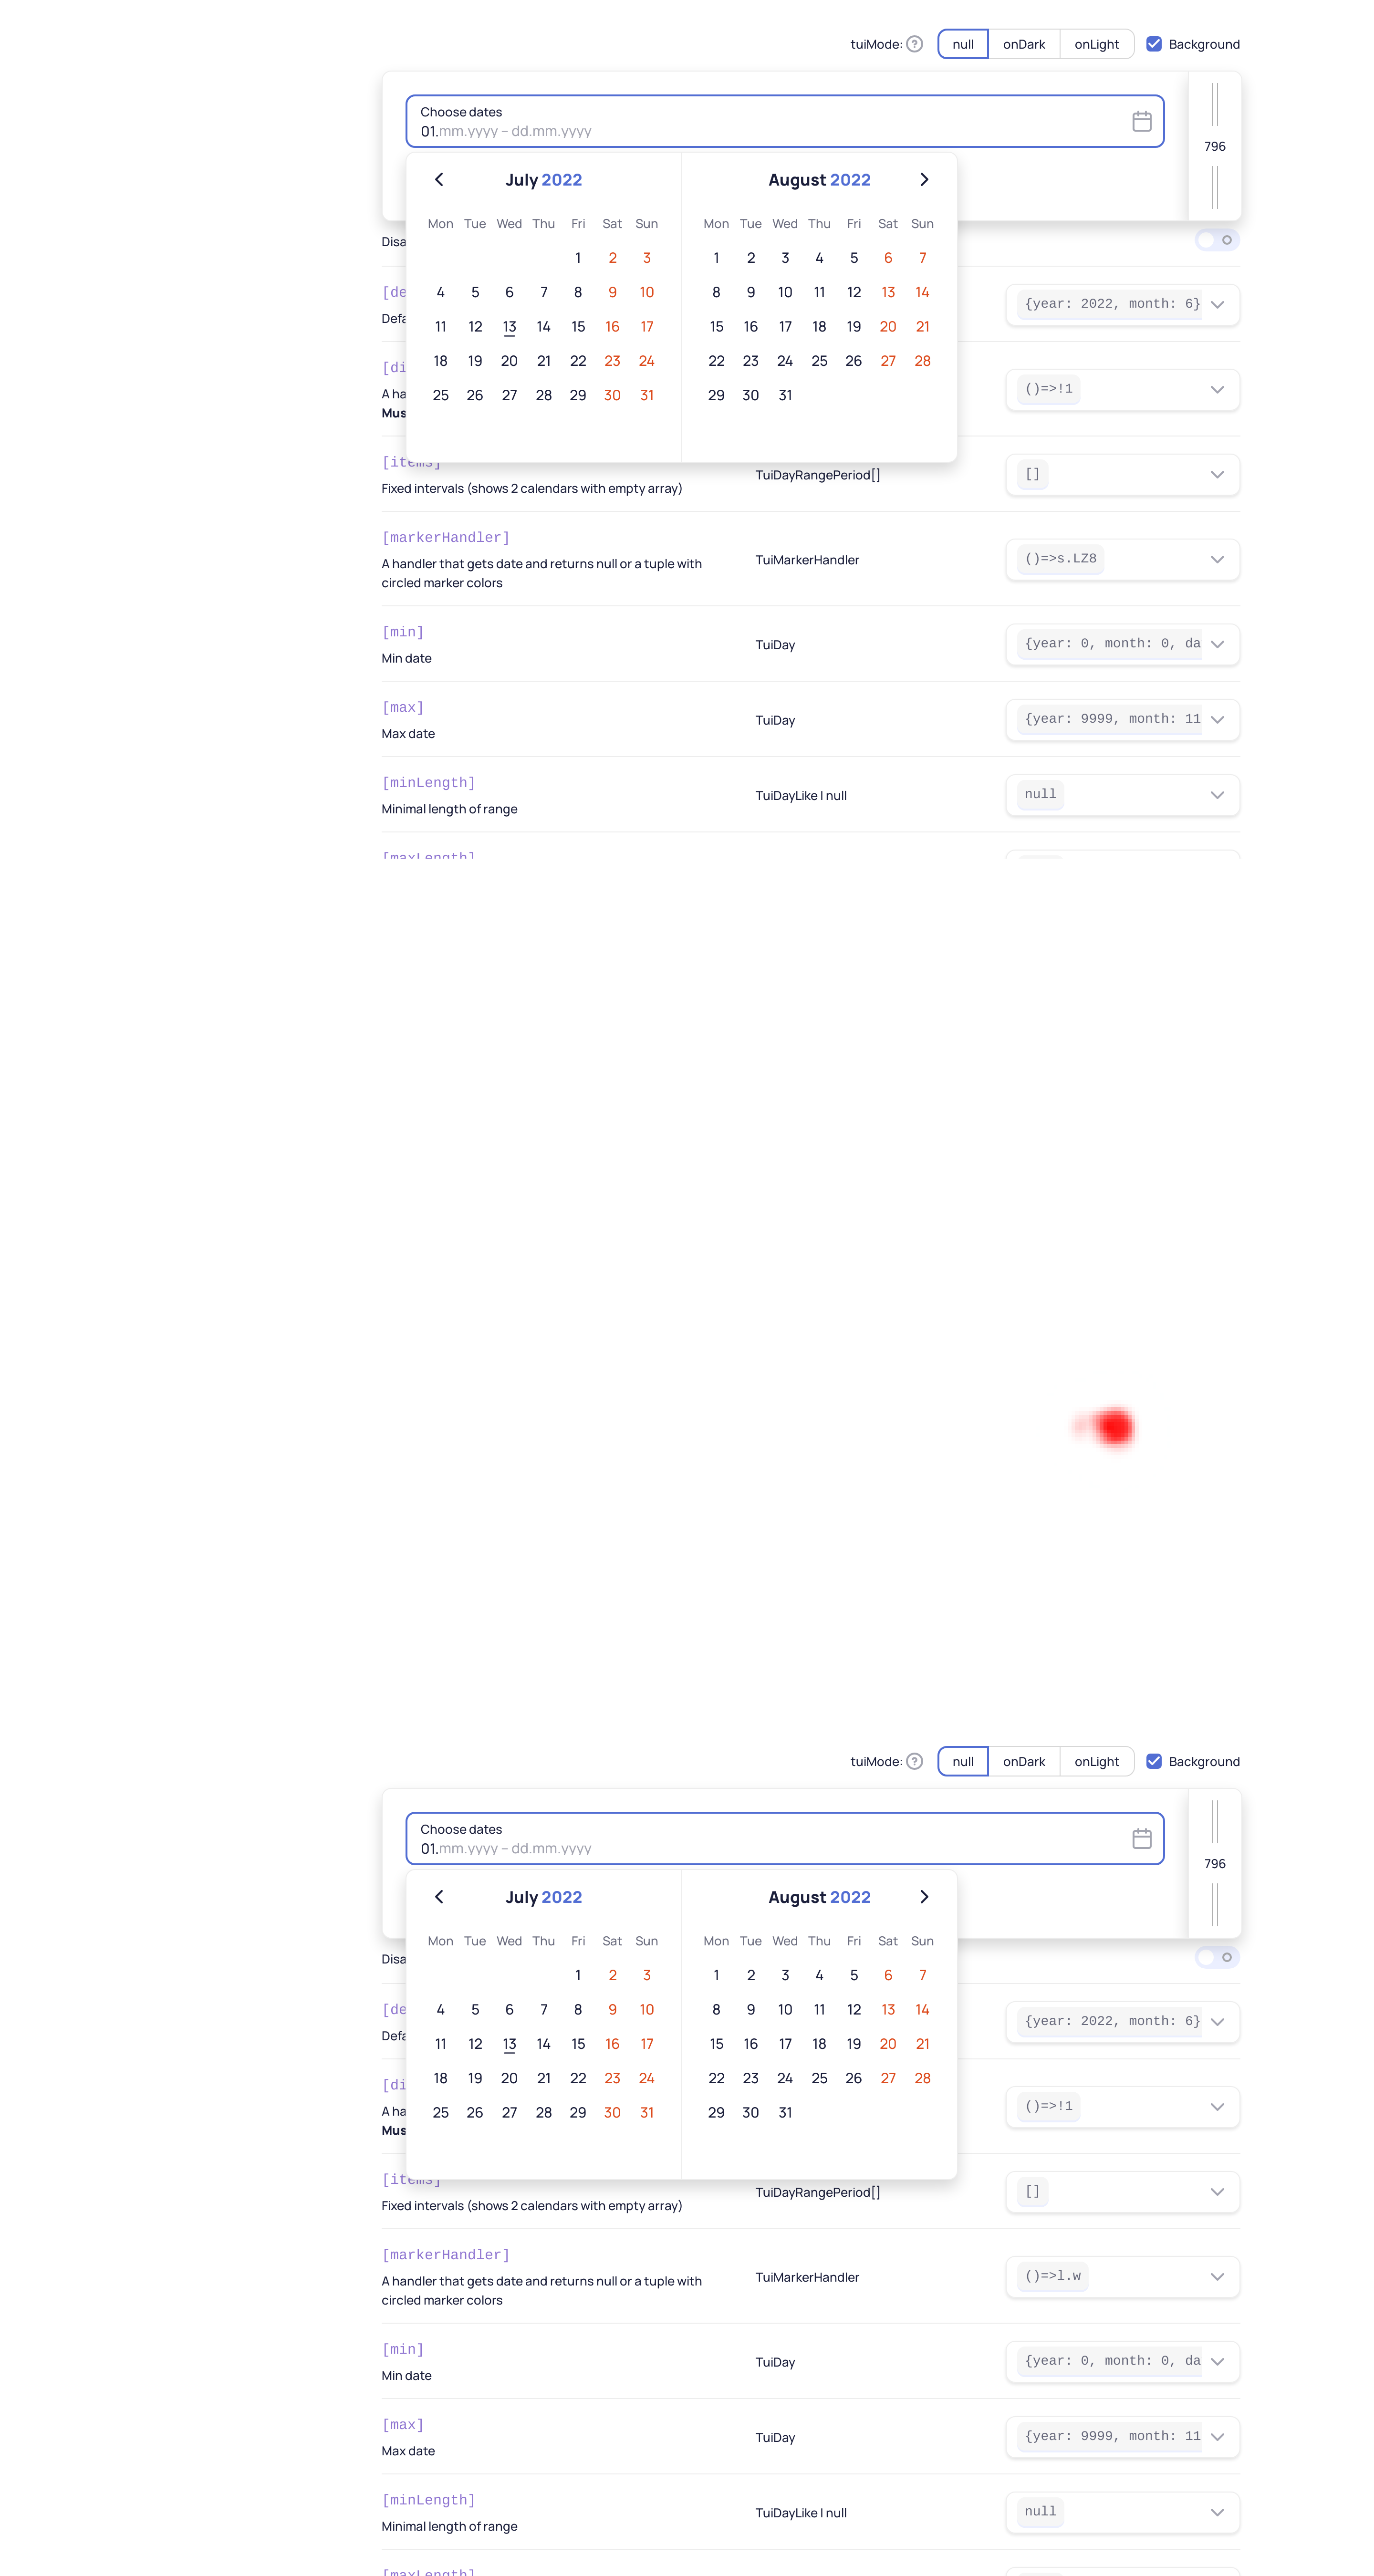 tuiMode: ? null onDark onLight Background
Choose dates
01.mm.yyyy – dd.mm.yyyy
796
July 2022 August 2022
Mon Tue Wed Thu Fri Sat Sun Mon Tue Wed Thu Fri Sat Sun
1 2 3 1 2 3 4 5 6 7
4 5 6 7 8 9 10 8 9 10 11 12 13 14
11 12 13 14 15 16 17 15 16 17 18 19 20 21
18 19 20 21 22 23 24 22 23 24 25 26 27 28
25 26 27 28 29 30 31 29 30 31
Disa
[de
Defa
{year: 2022, month: 6}
[di
A ha
Mus
()=>!1
[items]
Fixed intervals (shows 2 calendars with empty array)
TuiDayRangePeriod[]
[]
[markerHandler]
A handler that gets date and returns null or a tuple with
circled marker colors
TuiMarkerHandler
()=>s.LZ8
[min]
Min date
TuiDay
{year: 0, month: 0, da
[max]
Max date
TuiDay
{year: 9999, month: 11
[minLength]
Minimal length of range
TuiDayLike | null
null
[maxLength]
tuiMode: ? null onDark onLight Background
Choose dates
01.mm.yyyy – dd.mm.yyyy
796
July 2022 August 2022
Mon Tue Wed Thu Fri Sat Sun Mon Tue Wed Thu Fri Sat Sun
1 2 3 1 2 3 4 5 6 7
4 5 6 7 8 9 10 8 9 10 11 12 13 14
11 12 13 14 15 16 17 15 16 17 18 19 20 21
18 19 20 21 22 23 24 22 23 24 25 26 27 28
25 26 27 28 29 30 31 29 30 31
Disa
[de
Defa
{year: 2022, month: 6}
[di
A ha
Mus
()=>!1
[items]
Fixed intervals (shows 2 calendars with empty array)
TuiDayRangePeriod[]
[]
[markerHandler]
A handler that gets date and returns null or a tuple with
circled marker colors
TuiMarkerHandler
()=>l.w
[min]
Min date
TuiDay
{year: 0, month: 0, da
[max]
Max date
TuiDay
{year: 9999, month: 11
[minLength]
Minimal length of range
TuiDayLike | null
null
[maxLength]